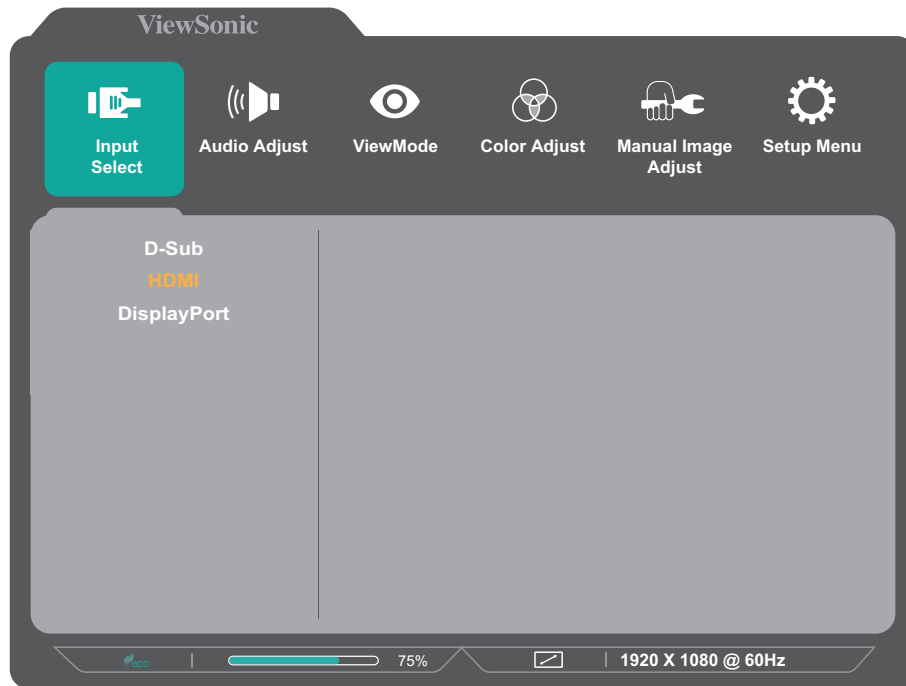 ViewSonic
Input
Select
Audio Adjust
ViewMode
Color Adjust
Manual Image
Adjust
Setup Menu
D-Sub
HDMI
DisplayPort
eco
75%
1920 X 1080 @ 60Hz